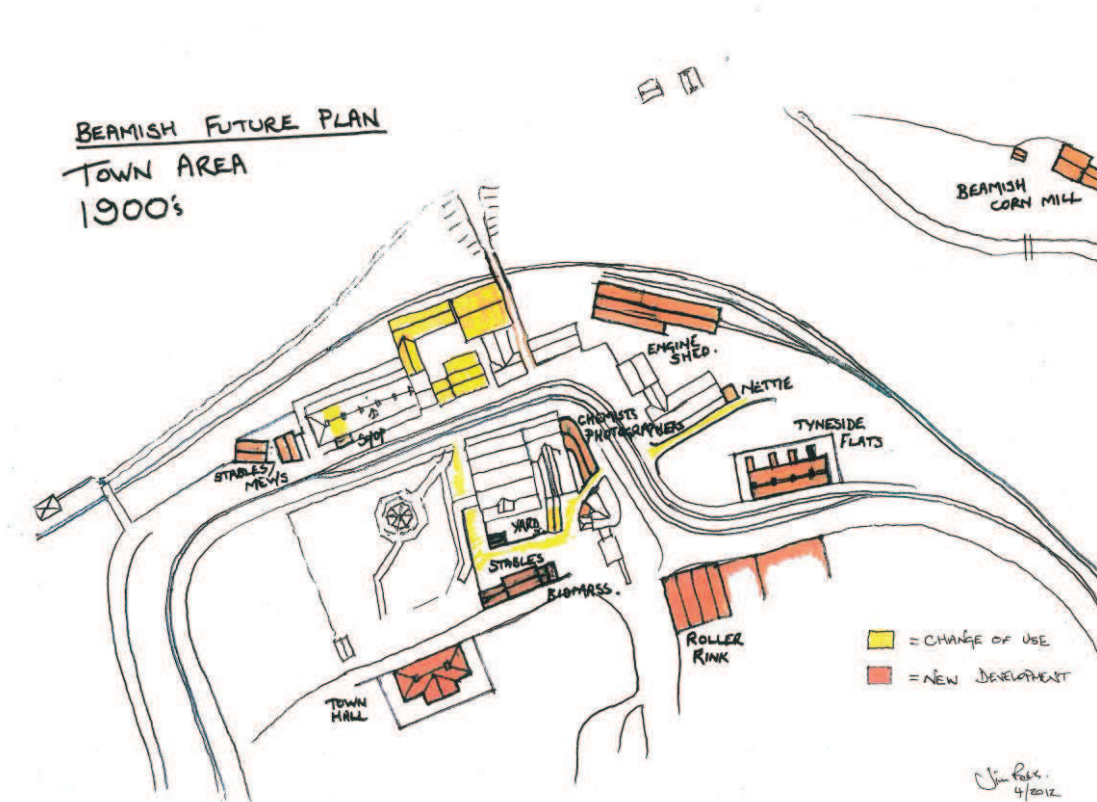 BEAMISH FUTURE PLAN
TOWN AREA
1900's
BEAMISH
CORN MILL
ENGINE
SHED.
NETTIE
CHEMISTS
PHOTOGRAPHERS
TYNESIDE
FLATS
SHOP
STABLES/
MEWS
YARD
STABLES
BIOMASS.
ROLLER
RINK
TOWN
HALL
= CHANGE OF USE
= NEW DEVELOPMENT
4/2012